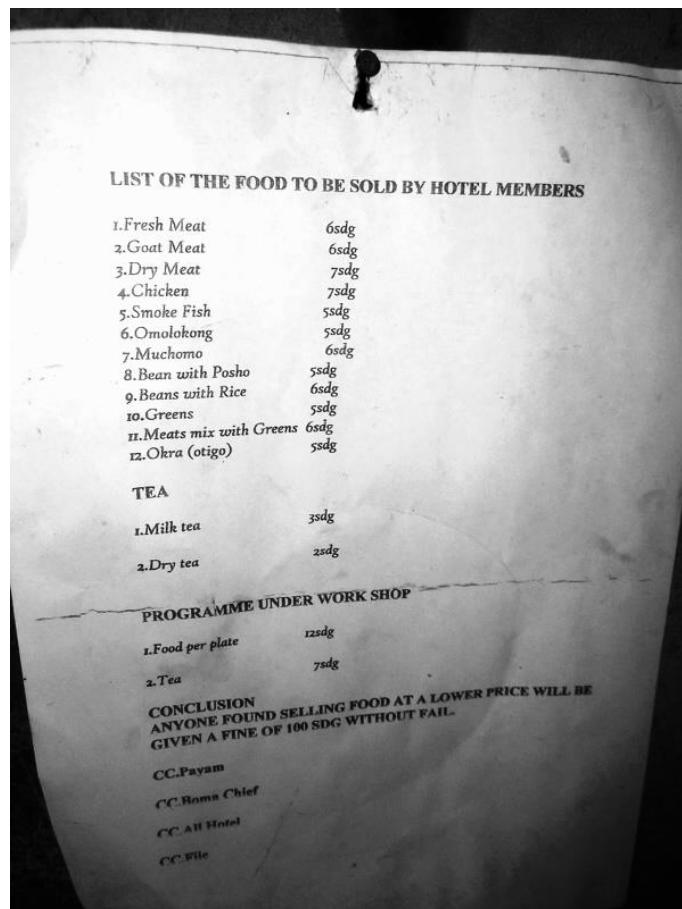 LIST OF THE FOOD TO BE SOLD BY HOTEL MEMBERS
1.Fresh Meat 6sdg
2.Goat Meat 6sdg
3.Dry Meat 7sdg
4.Chicken 7sdg
5.Smoke Fish 5sdg
6.Omolokong 5sdg
7.Muchomo 6sdg
8.Bean with Posho 5sdg
9.Beans with Rice 6sdg
10.Greens 5sdg
11.Meats mix with Greens 6sdg
12.Okra (otigo) 5sdg
TEA
1.Milk tea 3sdg
2.Dry tea 2sdg
PROGRAMME UNDER WORK SHOP
1.Food per plate 12sdg
2.Tea 7sdg
CONCLUSION
ANYONE FOUND SELLING FOOD AT A LOWER PRICE WILL BE
GIVEN A FINE OF 100 SDG WITHOUT FAIL.
CC.Payam
CC.Boma Chief
CC.All Hotel
CC.File